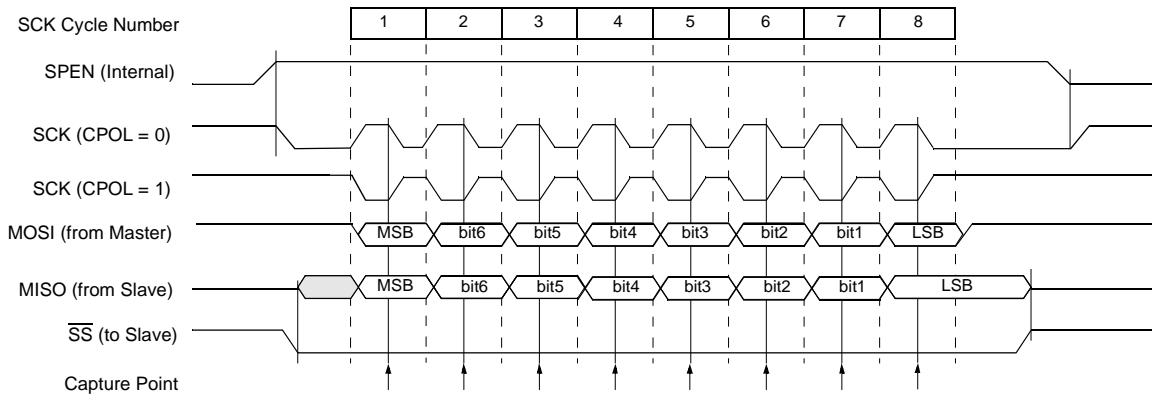 SCK Cycle Number 1 2 3 4 5 6 7 8
SPEN (Internal)
SCK (CPOL = 0)
SCK (CPOL = 1)
MOSI (from Master) MSB bit6 bit5 bit4 bit3 bit2 bit1 LSB
MISO (from Slave) MSB bit6 bit5 bit4 bit3 bit2 bit1 LSB
S̅S̅ (to Slave)
Capture Point